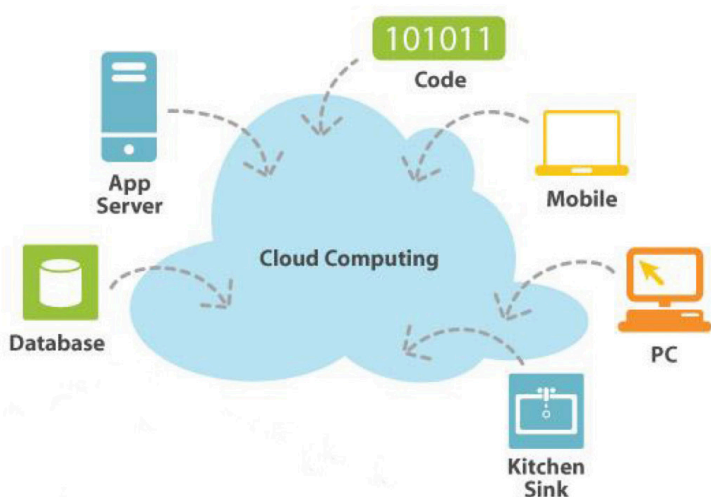 101011
Code
App
Server
Mobile
Cloud Computing
Database
PC
Kitchen
Sink